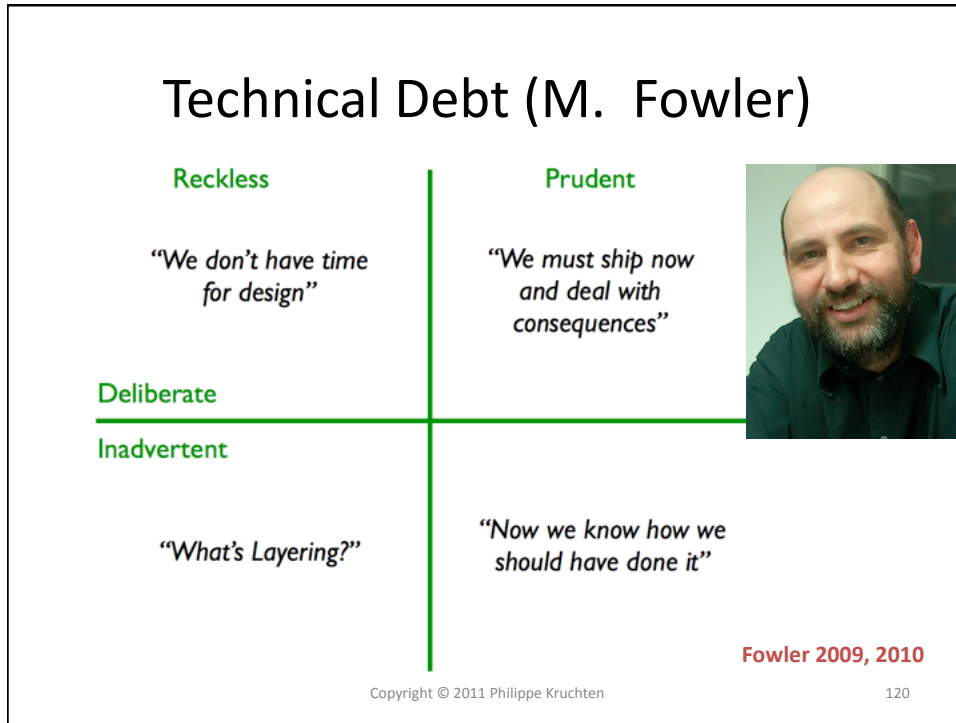 Technical Debt (M.  Fowler)
Reckless
Prudent
“We don’t have time
for design”
“We must ship now
and deal with
consequences”
Deliberate
Inadvertent
“What’s Layering?”
“Now we know how we
should have done it”
Fowler 2009, 2010
Copyright © 2011 Philippe Kruchten
120